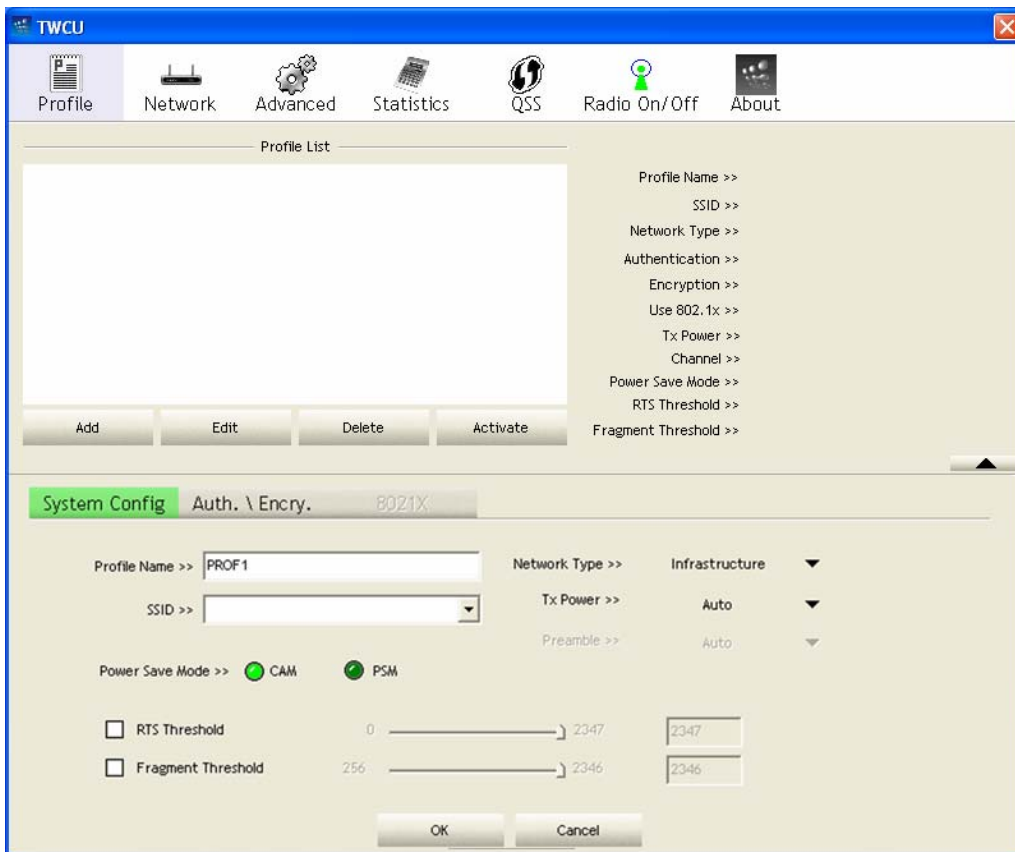 TWCU
Profile Network Advanced Statistics QSS Radio On/Off About
Profile List
Profile Name >>
SSID >>
Network Type >>
Authentication >>
Encryption >>
Use 802.1x >>
Tx Power >>
Channel >>
Power Save Mode >>
RTS Threshold >>
Fragment Threshold >>
Add Edit Delete Activate
System Config Auth. \ Encry. 8021X
Profile Name >> PROF1 Network Type >> Infrastructure
SSID >> Tx Power >> Auto
Preamble >> Auto
Power Save Mode >> CAM PSM
RTS Threshold 0 2347 2347
Fragment Threshold 256 2346 2346
OK Cancel